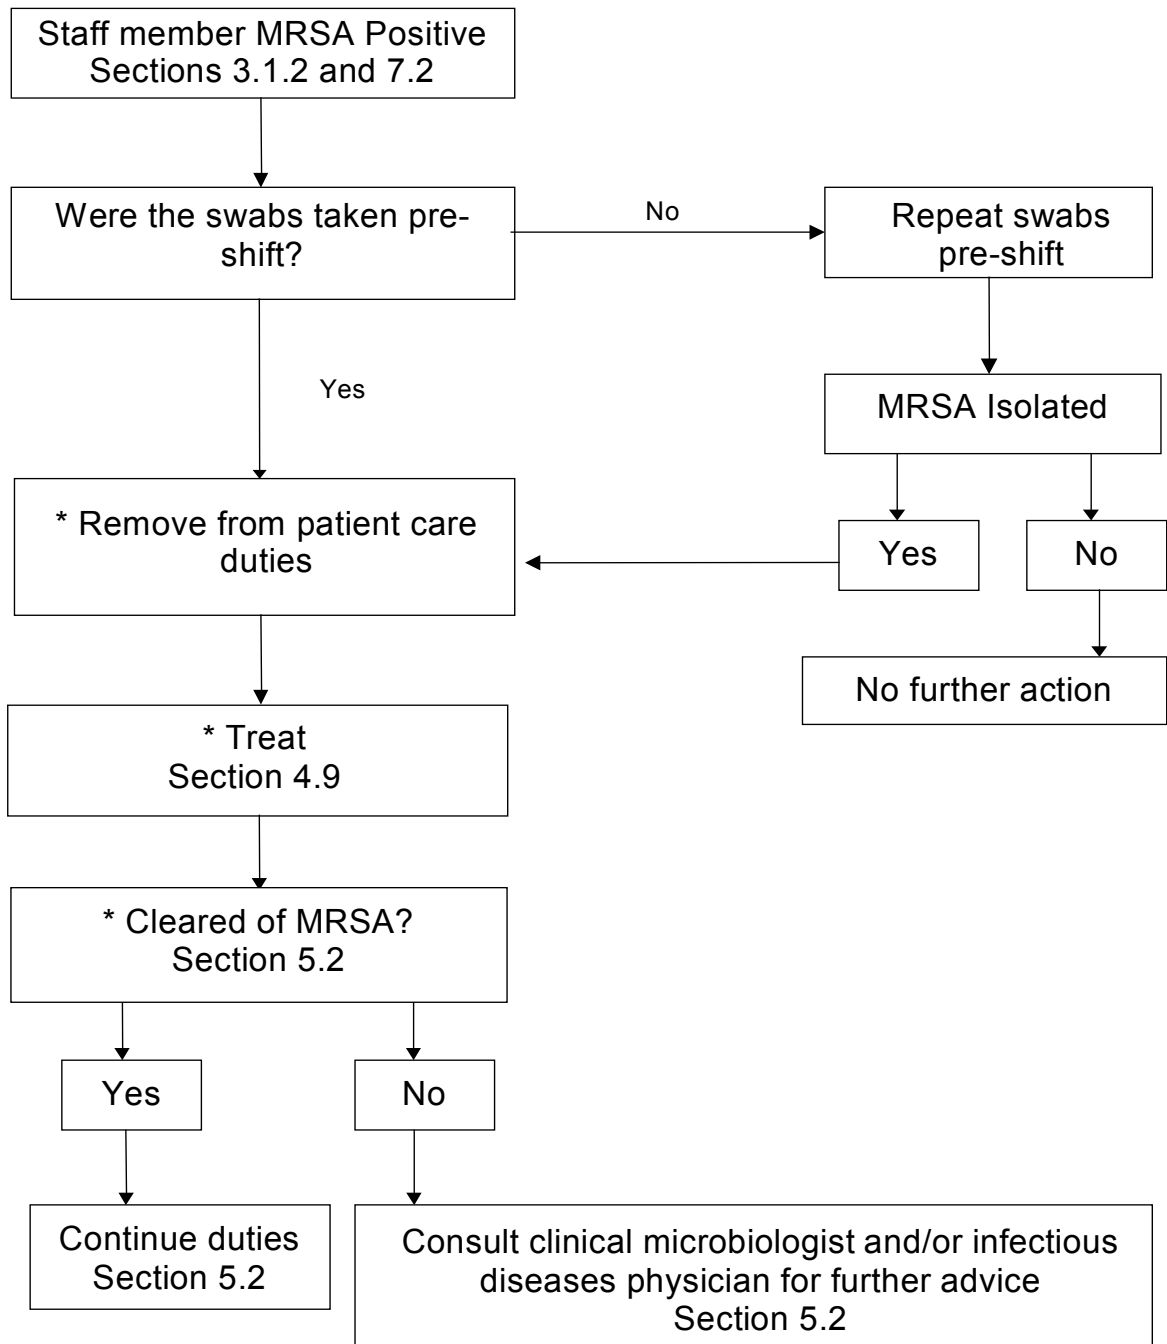 Staff member MRSA Positive
Sections 3.1.2 and 7.2
Were the swabs taken pre-
shift?
No
Repeat swabs
pre-shift
Yes
MRSA Isolated
* Remove from patient care
duties
Yes
No
No further action
* Treat
Section 4.9
* Cleared of MRSA?
Section 5.2
Yes
No
Continue duties
Section 5.2
Consult clinical microbiologist and/or infectious
diseases physician for further advice
Section 5.2